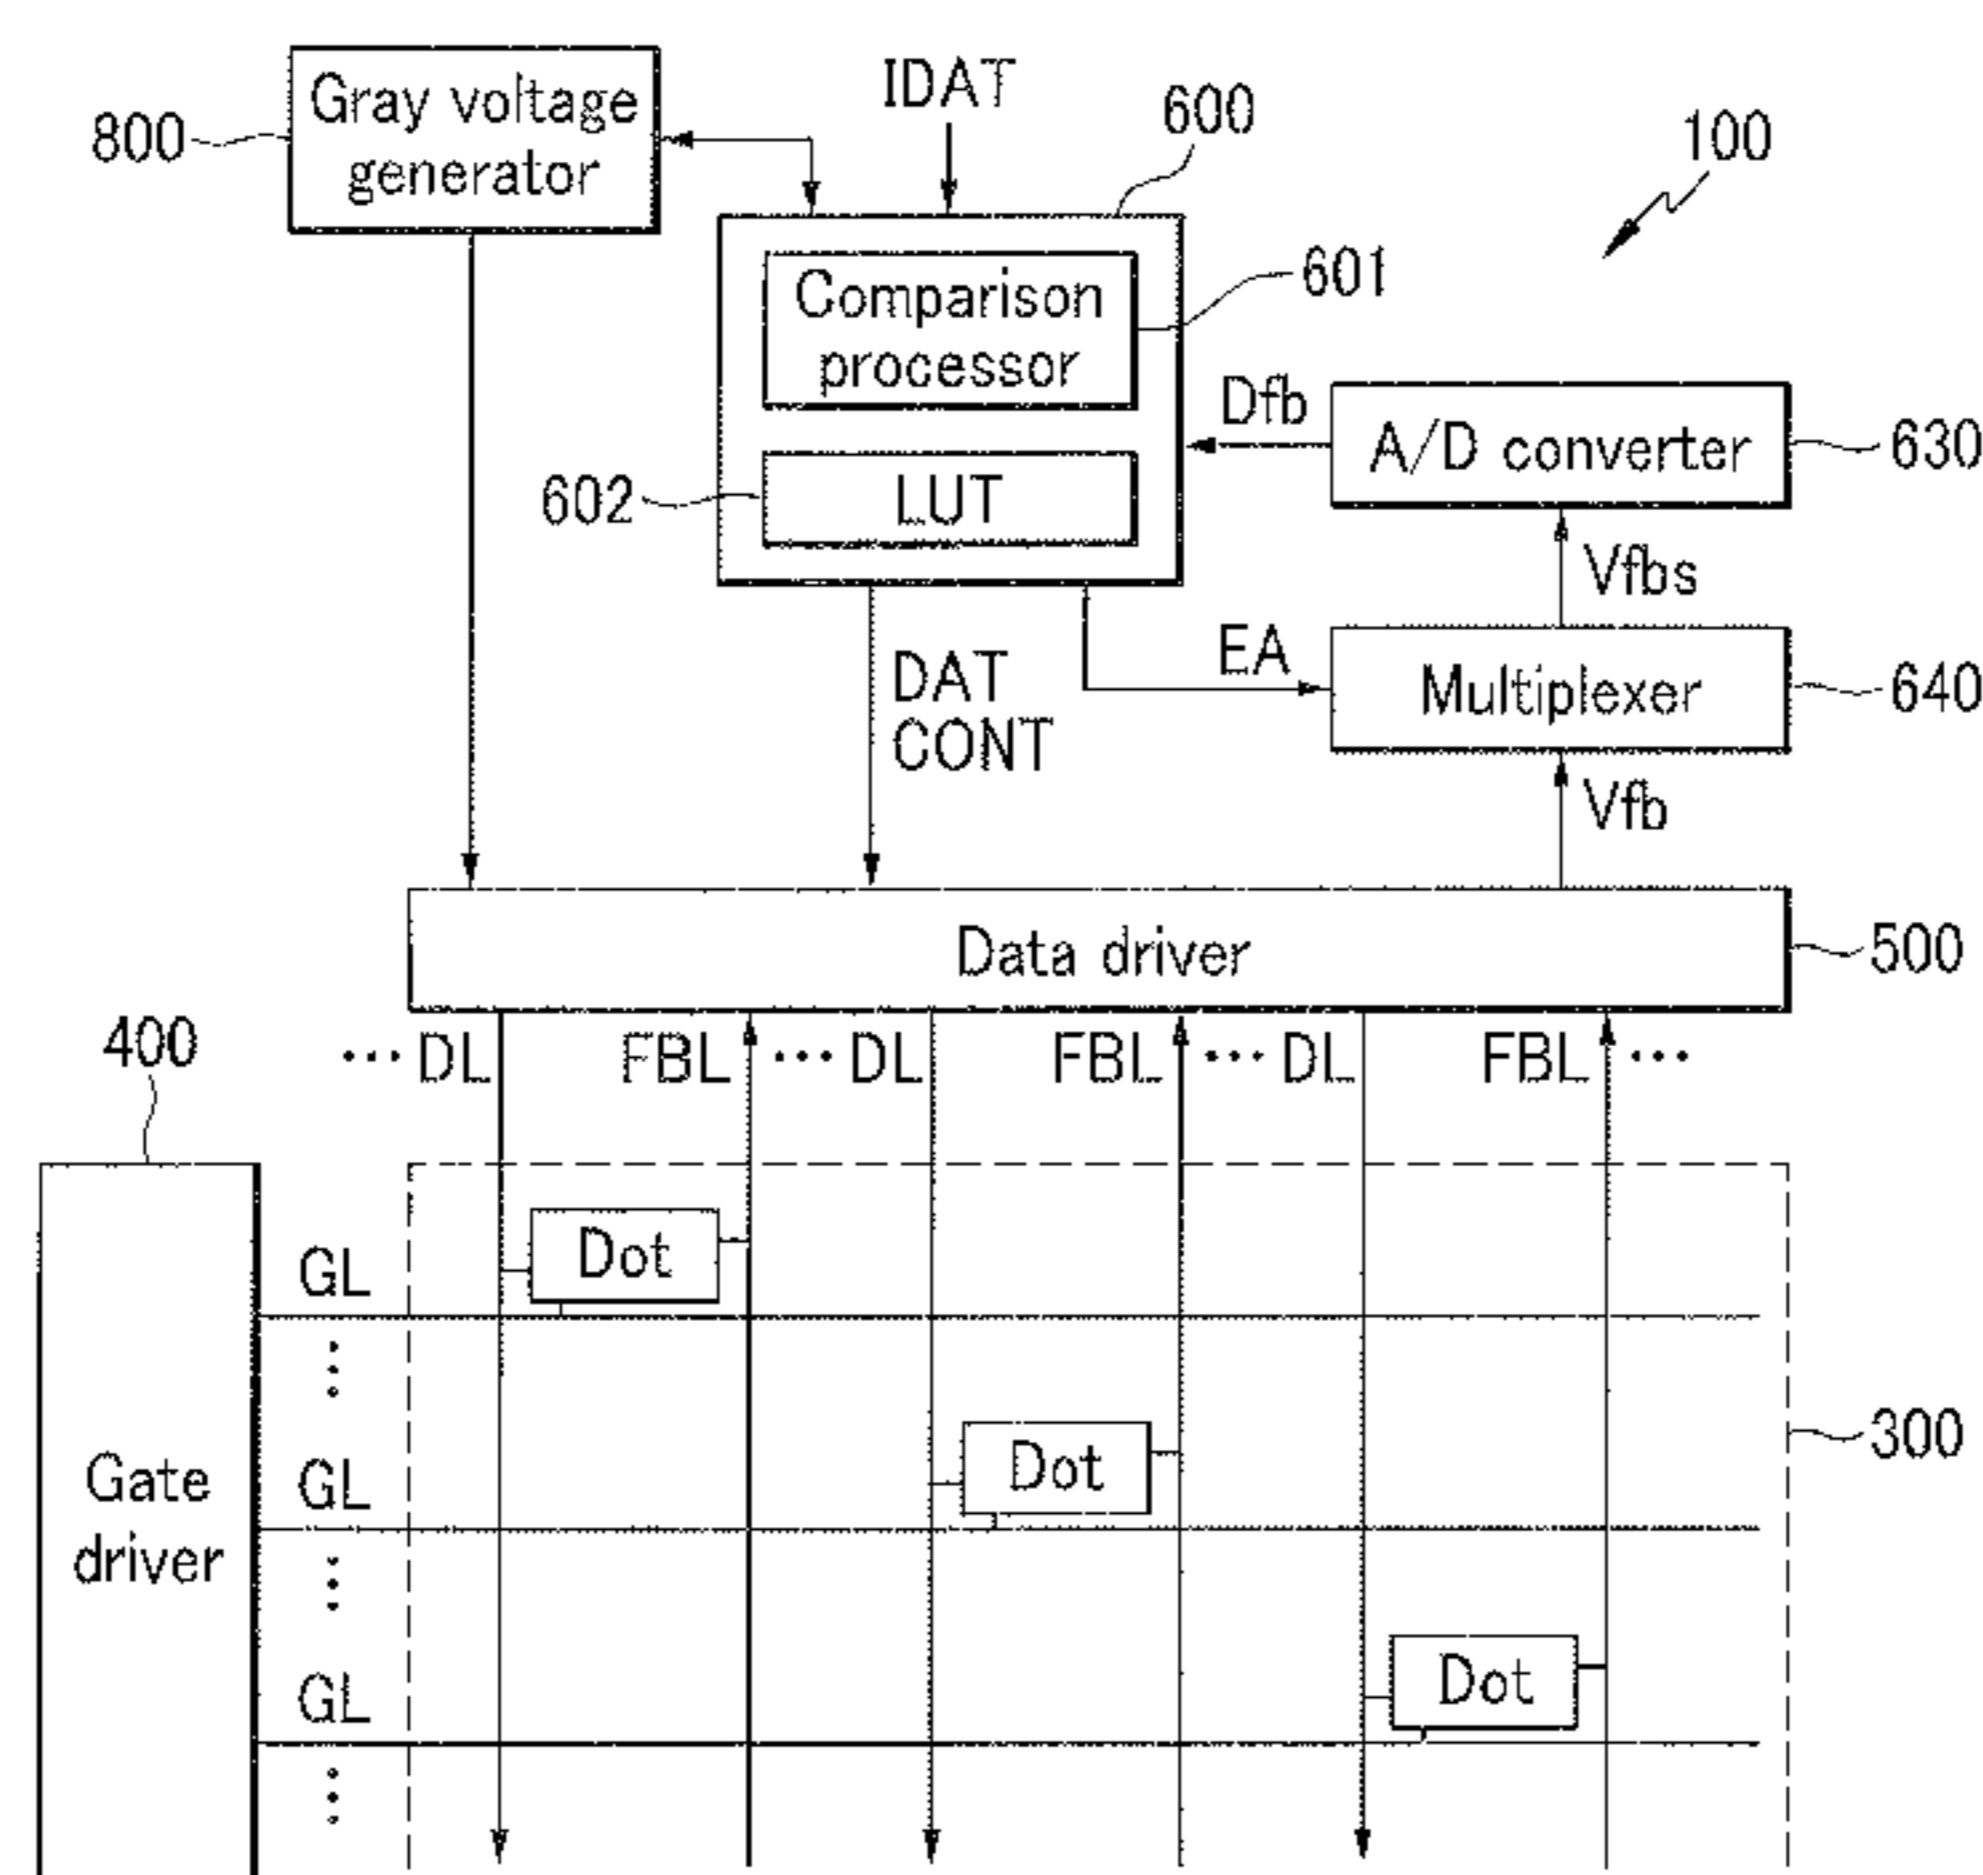 Gray voltage
generator
800
IDAT
600
100
Comparison
processor
601
Dfb
A/D converter
630
602
LUT
Vfbs
EA
Multiplexer
640
DAT
CONT
Vfb
Data driver
500
400
... DL
FBL
... DL
FBL
... DL
FBL ...
Dot
GL
Gate
driver
GL
Dot
300
GL
Dot